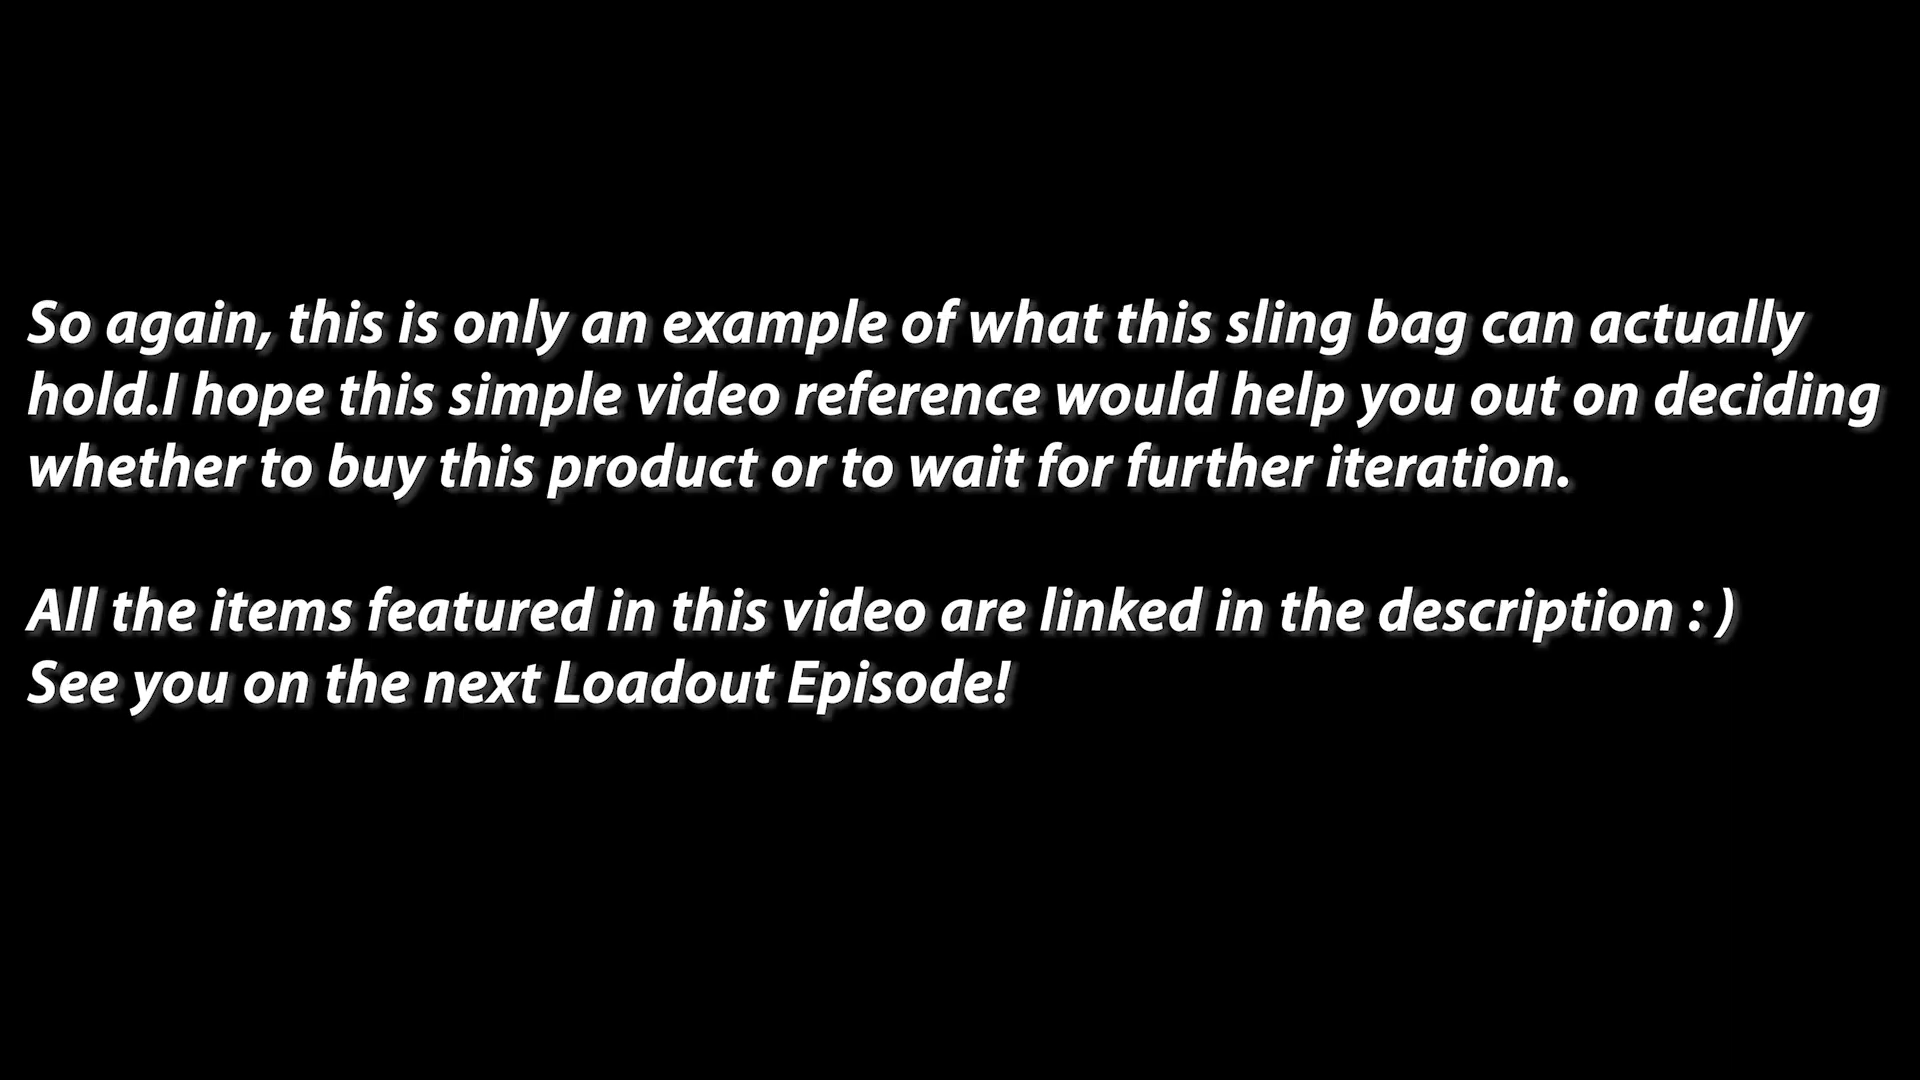 So again, this is only an example of what this sling bag can actually
hold.I hope this simple video reference would help you out on deciding
whether to buy this product or to wait for further iteration.
All the items featured in this video are linked in the description : )
See you on the next Loadout Episode!